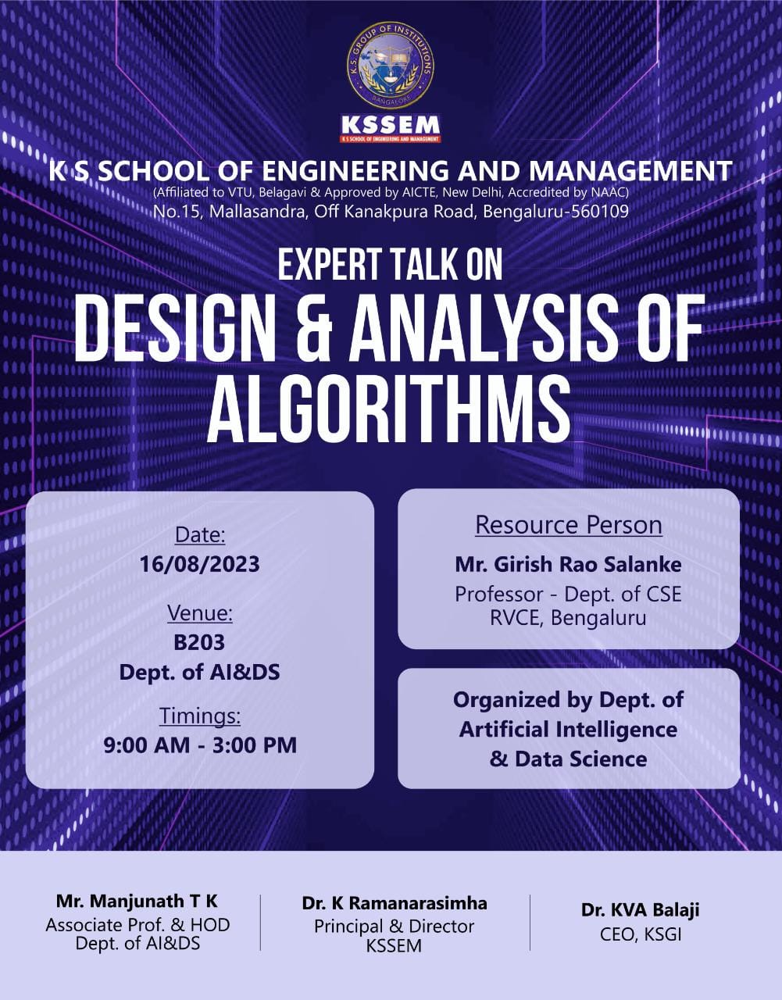 K.S. GROUP OF INSTITUTIONS
BANGALORE
KSSEM
K S SCHOOL OF ENGINEERING AND MANAGEMENT
K S SCHOOL OF ENGINEERING AND MANAGEMENT
(Affiliated to VTU, Belagavi & Approved by AICTE, New Delhi, Accredited by NAAC)
No.15, Mallasandra, Off Kanakpura Road, Bengaluru-560109
EXPERT TALK ON
DESIGN & ANALYSIS OF
ALGORITHMS
Date:
16/08/2023
Venue:
B203
Dept. of AI&DS
Timings:
9:00 AM - 3:00 PM
Resource Person
Mr. Girish Rao Salanke
Professor - Dept. of CSE
RVCE, Bengaluru
Organized by Dept. of
Artificial Intelligence
& Data Science
Mr. Manjunath T K
Associate Prof. & HOD
Dept. of AI&DS
Dr. K Ramanarasimha
Principal & Director
KSSEM
Dr. KVA Balaji
CEO, KSGI